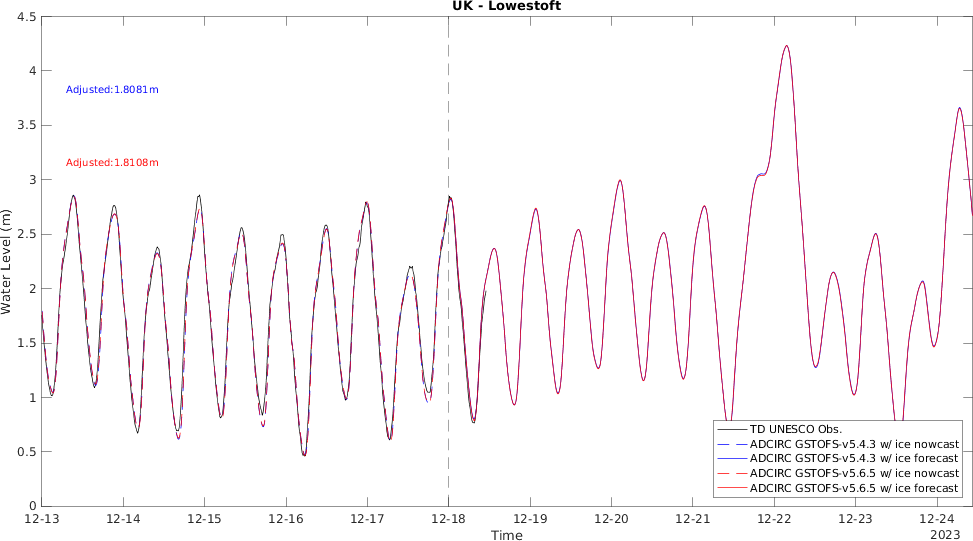 UK - Lowestoft
4.5
4
3.5
3
2.5
2
1.5
1
0.5
0
Water Level (m)
Adjusted:1.8081m
Adjusted:1.8108m
TD UNESCO Obs.
ADCIRC GSTOFS-v5.4.3 w/ ice nowcast
ADCIRC GSTOFS-v5.4.3 w/ ice forecast
ADCIRC GSTOFS-v5.6.5 w/ ice nowcast
ADCIRC GSTOFS-v5.6.5 w/ ice forecast
12-13 12-14 12-15 12-16 12-17 12-18 12-19 12-20 12-21 12-22 12-23 12-24
2023
Time